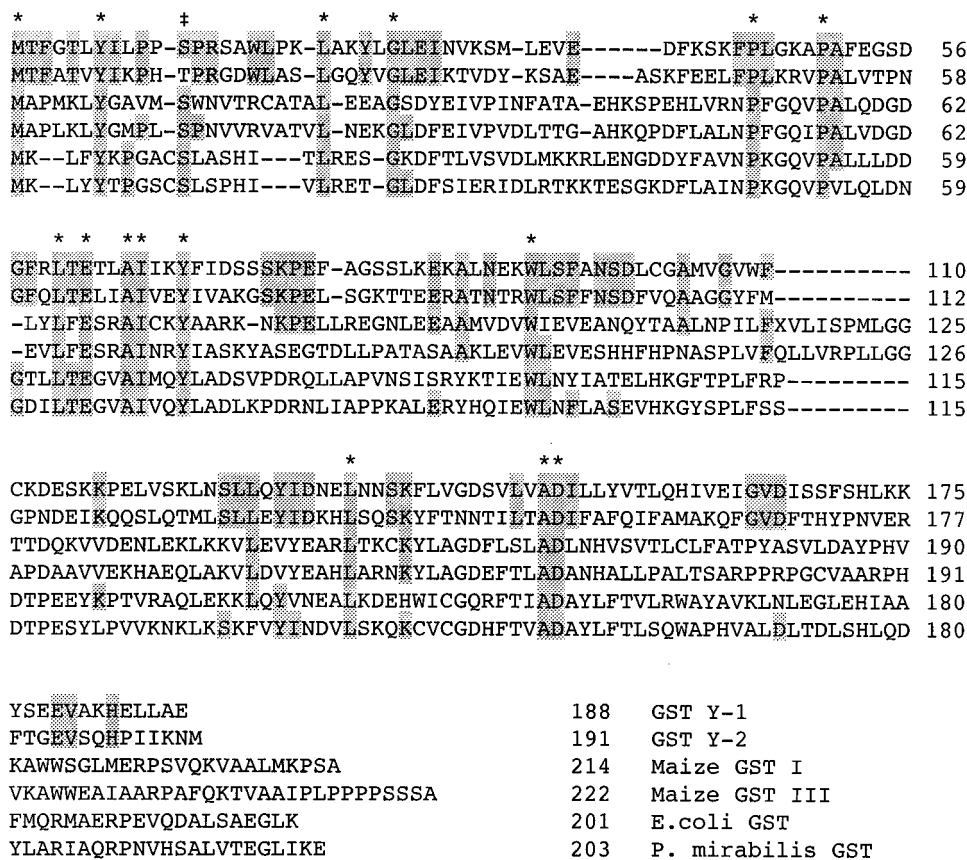 * * ‡ * * * *
MTFGTLYILPP-SPRSAWLPK-LAKYLGLEINVKSM-LEVE------DFKSKFPLGKAPAFEGSD 56
MTFATVYIKPH-TPRGDWLAS-LGQYVGLEIKTVDY-KSAE----ASKFEELFPLKRVPALVTPN 58
MAPMKLYGAVM-SWNVTRCATAL-EEAGSDYEIVPINFATA-EHKSPEHLVRNPFGQVPALQDGD 62
MAPLKLYGMPL-SPNVVRVATVL-NEKGLDFEIVPVDLTTG-AHKQPDFLALNPFGQIPALVDGD 62
MK--LFYKPGACSLASHI---TLRES-GKDFTLVSVDLMKKRLENGDDYFAVNPKGQVPALLLDD 59
MK--LYYTPGSCSLSPHI---VLRET-GLDFSIERIDLRTKKTESGKDFLAINPKGQVPVLQLDN 59
* * ** * *
GFRLTETLAIIKYFIDSSSKPEF-AGSSLKEKALNEKWLSFANSDLCGAMVGVWF---------- 110
GFQLTELIAIVEYIVAKGSKPEL-SGKTTEERATNTRWLSFFNSDFVQAAGGYFM---------- 112
-LYLFESRAICKYAARK-NKPELLREGNLEEAAMVDVWIEVEANQYTAALNPILFXVLISPMLGG 125
-EVLFESRAINRYIASKYASEGTDLLPATASAAKLEVWLEVESHHFHPNASPLVFQLLVRPLLGG 126
GTLLTEGVAIMQYLADSVPDRQLLAPVNSISRYKTIEWLNYIATELHKGFTPLFRP--------- 115
GDILTEGVAIVQYLADLKPDRNLIAPPKALERYHQIEWLNFLASEVHKGYSPLFSS--------- 115
* **
CKDESKKPELVSKLNSLLQYIDNELNNSKFLVGDSVLVADILLYVTLQHIVEIGVDISSFSHLKK 175
GPNDEIKQQSLQTMLSLLEYIDKHLSQSKYFTNNTILTADIFAFQIFAMAKQFGVDFTHYPNVER 177
TTDQKVVDENLEKLKKVLEVYEARLTKCKYLAGDFLSLADLNHVSVTLCLFATPYASVLDAYPHV 190
APDAAVVEKHAEQLAKVLDVYEAHLARNKYLAGDEFTLADANHALLPALTSARPPRPGCVAARPH 191
DTPEEYKPTVRAQLEKKLQYVNEALKDEHWICGQRFTIADAYLFTVLRWAYAVKLNLEGLEHIAA 180
DTPESYLPVVKNKLKSKFVYINDVLSKQKCVCGDHFTVADAYLFTLSQWAPHVALDLTDLSHLQD 180
YSEEVAKHELLAE 188 GST Y-1
FTGEVSQHPIIKNM 191 GST Y-2
KAWWSGLMERPSVQKVAALMKPSA 214 Maize GST I
VKAWWEAIAARPAFQKTVAAIPLPPPPSSSA 222 Maize GST III
FMQRMAERPEVQDALSAEGLK 201 E.coli GST
YLARIAQRPNVHSALVTEGLIKE 203 P. mirabilis GST